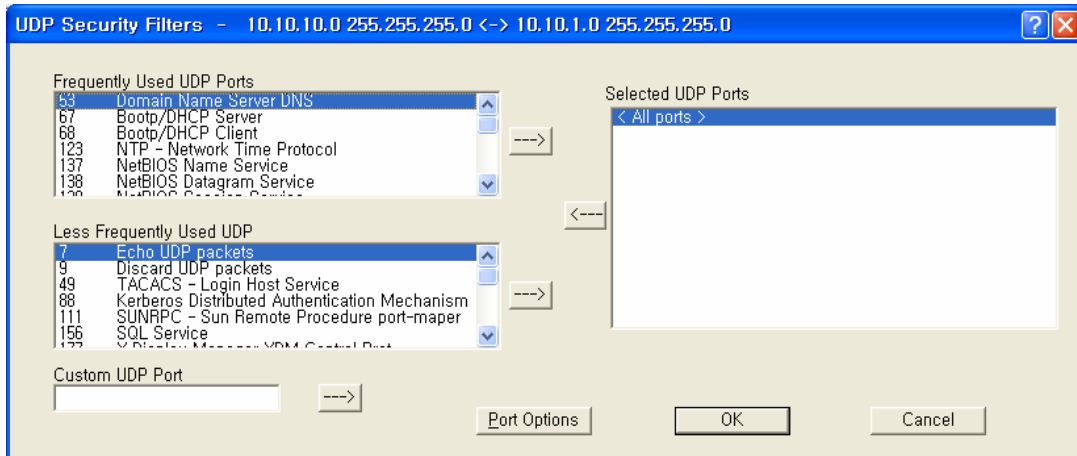 UDP Security Filters - 10.10.10.0 255.255.255.0 <-> 10.10.1.0 255.255.255.0
Frequently Used UDP Ports
53 Domain Name Server DNS
67 Bootp/DHCP Server
68 Bootp/DHCP Client
123 NTP - Network Time Protocol
137 NetBIOS Name Service
138 NetBIOS Datagram Service
--->
Selected UDP Ports
< All ports >
<---
Less Frequently Used UDP
7 Echo UDP packets
9 Discard UDP packets
49 TACACS - Login Host Service
88 Kerberos Distributed Authentication Mechanism
111 SUNRPC - Sun Remote Procedure port-maper
156 SQL Service
--->
Custom UDP Port
--->
Port Options
OK
Cancel